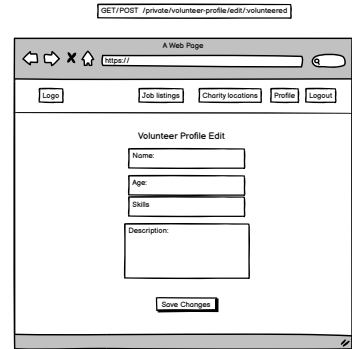 GET/POST /private/volunteer-profile/edit/:volunteered
A Web Page
https://
Logo
Job listings
Charity locations
Profile
Logout
Volunteer Profile Edit
Name:
Age:
Skills
Description:
Save Changes